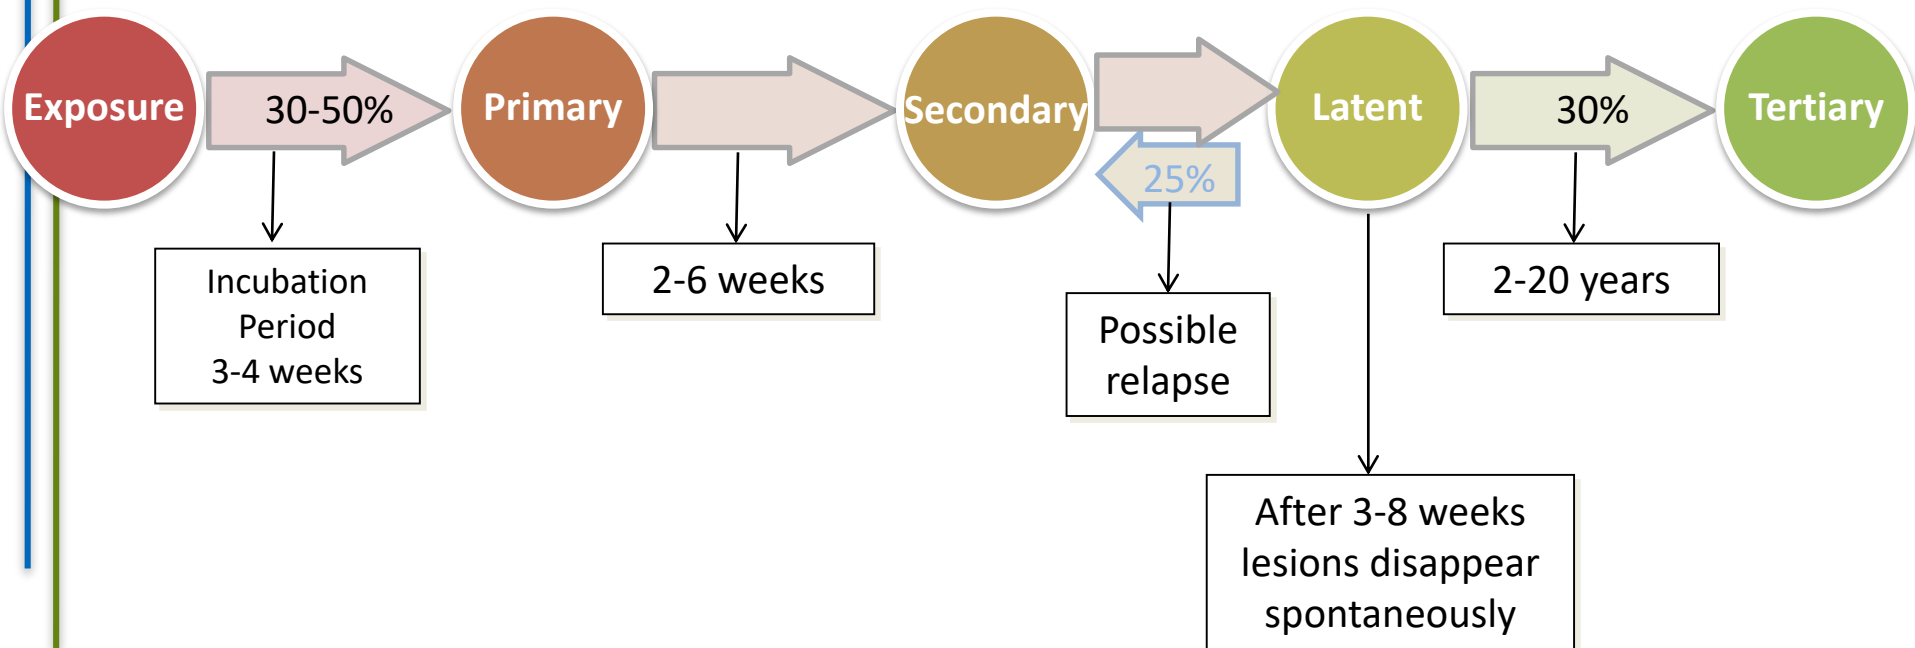 Exposure
30-50%
Primary
Secondary
25%
Latent
30%
Tertiary
Incubation
Period
3-4 weeks
2-6 weeks
Possible
relapse
2-20 years
After 3-8 weeks
lesions disappear
spontaneously